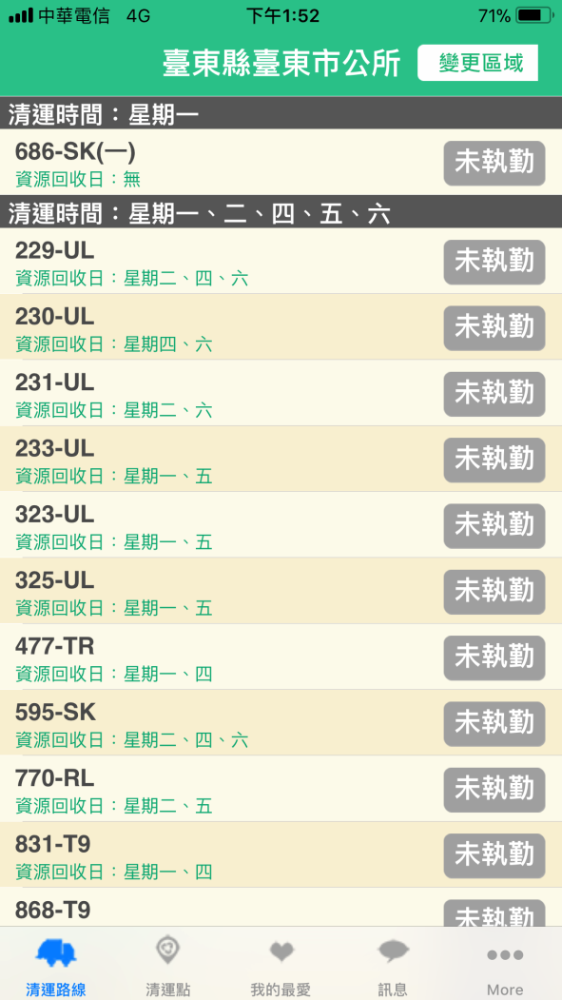 中華電信 4G 下午1:52 71%
臺東縣臺東市公所 變更區域
清運時間：星期一
686-SK(一) 未執勤
資源回收日：無
清運時間：星期一、二、四、五、六
229-UL 未執勤
資源回收日：星期二、四、六
230-UL 未執勤
資源回收日：星期四、六
231-UL 未執勤
資源回收日：星期二、六
233-UL 未執勤
資源回收日：星期一、五
323-UL 未執勤
資源回收日：星期一、五
325-UL 未執勤
資源回收日：星期一、五
477-TR 未執勤
資源回收日：星期一、四
595-SK 未執勤
資源回收日：星期二、四、六
770-RL 未執勤
資源回收日：星期二、五
831-T9 未執勤
資源回收日：星期一、四
868-T9 未執勤
清運路線 清運點 我的最愛 訊息 More